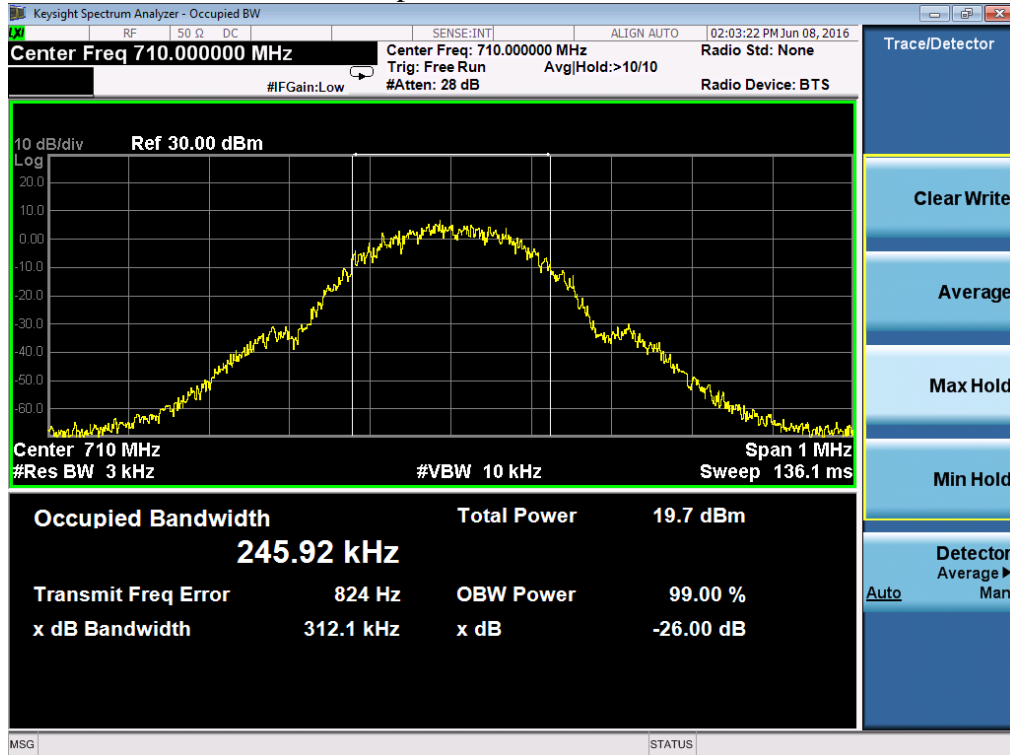 Keysight Spectrum Analyzer - Occupied BW
LXI RF 50 Ω DC SENSE:INT ALIGN AUTO 02:03:22 PM Jun 08, 2016
Center Freq 710.000000 MHz
Center Freq: 710.000000 MHz
Radio Std: None
Trig: Free Run
Avg|Hold:>10/10
#IFGain:Low
#Atten: 28 dB
Radio Device: BTS
10 dB/div
Ref 30.00 dBm
Log
20.0
10.0
0.00
-10.0
-20.0
-30.0
-40.0
-50.0
-60.0
Center 710 MHz
Span 1 MHz
#Res BW 3 kHz
#VBW 10 kHz
Sweep 136.1 ms
Occupied Bandwidth
Total Power 19.7 dBm
245.92 kHz
Transmit Freq Error 824 Hz
OBW Power 99.00 %
x dB Bandwidth 312.1 kHz
x dB -26.00 dB
MSG
STATUS
Trace/Detector
Clear Write
Average
Max Hold
Min Hold
Detector
Average
Auto Man